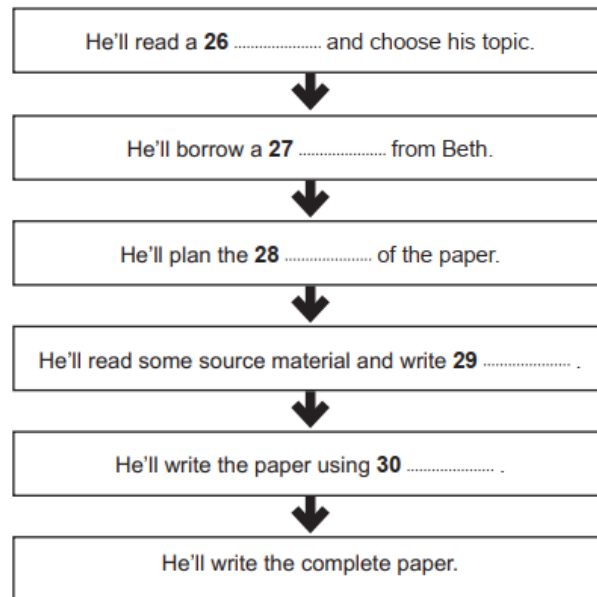 He'll read a 26 ...................... and choose his topic.
He'll borrow a 27 ...................... from Beth.
He'll plan the 28 ...................... of the paper.
He'll read some source material and write 29 ...................... .
He'll write the paper using 30 ...................... .
He'll write the complete paper.